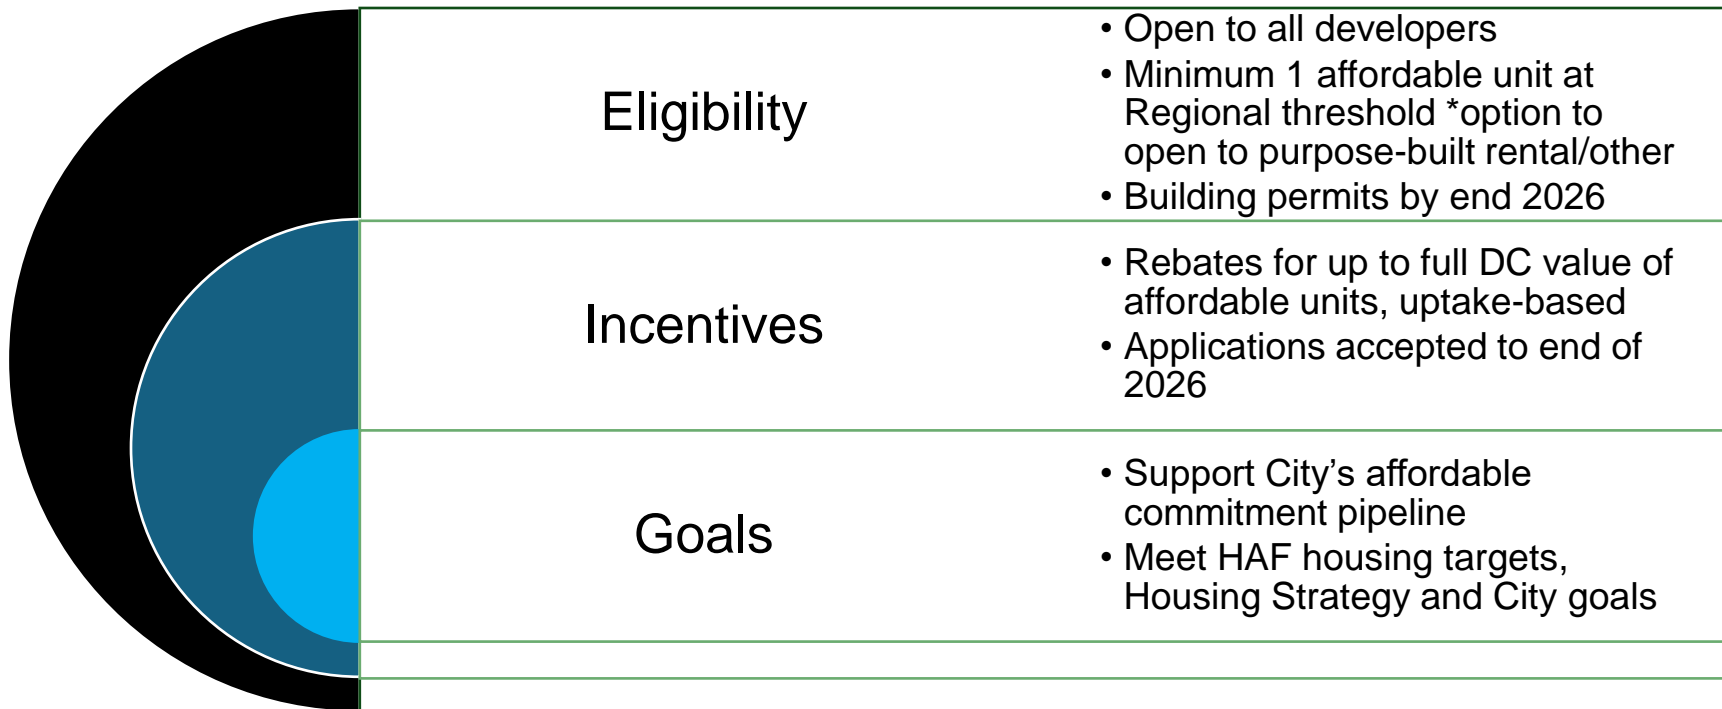 Eligibility
• Open to all developers
• Minimum 1 affordable unit at
Regional threshold *option to
open to purpose-built rental/other
• Building permits by end 2026
Incentives
• Rebates for up to full DC value of
affordable units, uptake-based
• Applications accepted to end of
2026
Goals
• Support City’s affordable
commitment pipeline
• Meet HAF housing targets,
Housing Strategy and City goals